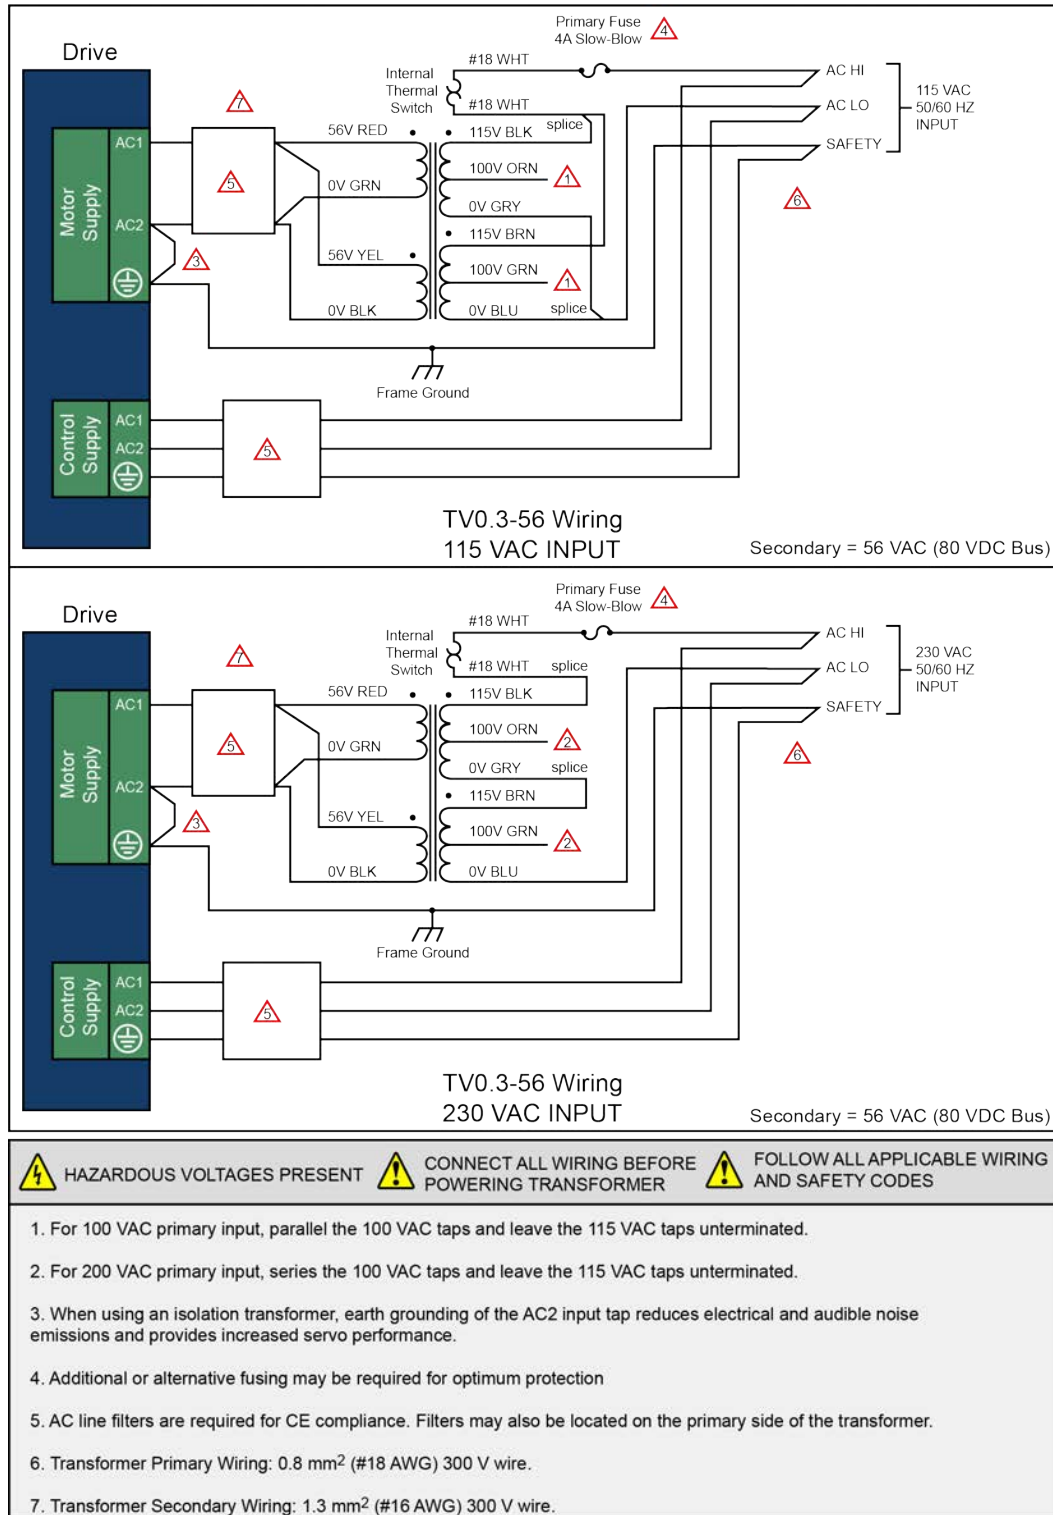 Primary Fuse
4A Slow-Blow
4
Drive
#18 WHT
Internal
Thermal
Switch
#18 WHT
AC HI
115 VAC
50/60 HZ
INPUT
AC LO
SAFETY
7
splice
56V RED
115V BLK
AC1
5
100V ORN
1
0V GRN
6
0V GRY
Motor
Supply
AC2
115V BRN
3
56V YEL
100V GRN
1
0V BLK
0V BLU
splice
Frame Ground
Control
Supply
AC1
AC2
5
TV0.3-56 Wiring
115 VAC INPUT
Secondary = 56 VAC (80 VDC Bus)
Primary Fuse
4A Slow-Blow
4
Drive
#18 WHT
Internal
Thermal
Switch
#18 WHT
splice
AC HI
230 VAC
50/60 HZ
INPUT
AC LO
SAFETY
7
56V RED
115V BLK
AC1
5
100V ORN
2
0V GRN
6
0V GRY
splice
Motor
Supply
AC2
115V BRN
3
56V YEL
100V GRN
2
0V BLK
0V BLU
Frame Ground
Control
Supply
AC1
AC2
5
TV0.3-56 Wiring
230 VAC INPUT
Secondary = 56 VAC (80 VDC Bus)
HAZARDOUS VOLTAGES PRESENT
CONNECT ALL WIRING BEFORE
POWERING TRANSFORMER
FOLLOW ALL APPLICABLE WIRING
AND SAFETY CODES
1. For 100 VAC primary input, parallel the 100 VAC taps and leave the 115 VAC taps unterminated.
2. For 200 VAC primary input, series the 100 VAC taps and leave the 115 VAC taps unterminated.
3. When using an isolation transformer, earth grounding of the AC2 input tap reduces electrical and audible noise
emissions and provides increased servo performance.
4. Additional or alternative fusing may be required for optimum protection
5. AC line filters are required for CE compliance. Filters may also be located on the primary side of the transformer.
6. Transformer Primary Wiring: 0.8 mm² (#18 AWG) 300 V wire.
7. Transformer Secondary Wiring: 1.3 mm² (#16 AWG) 300 V wire.